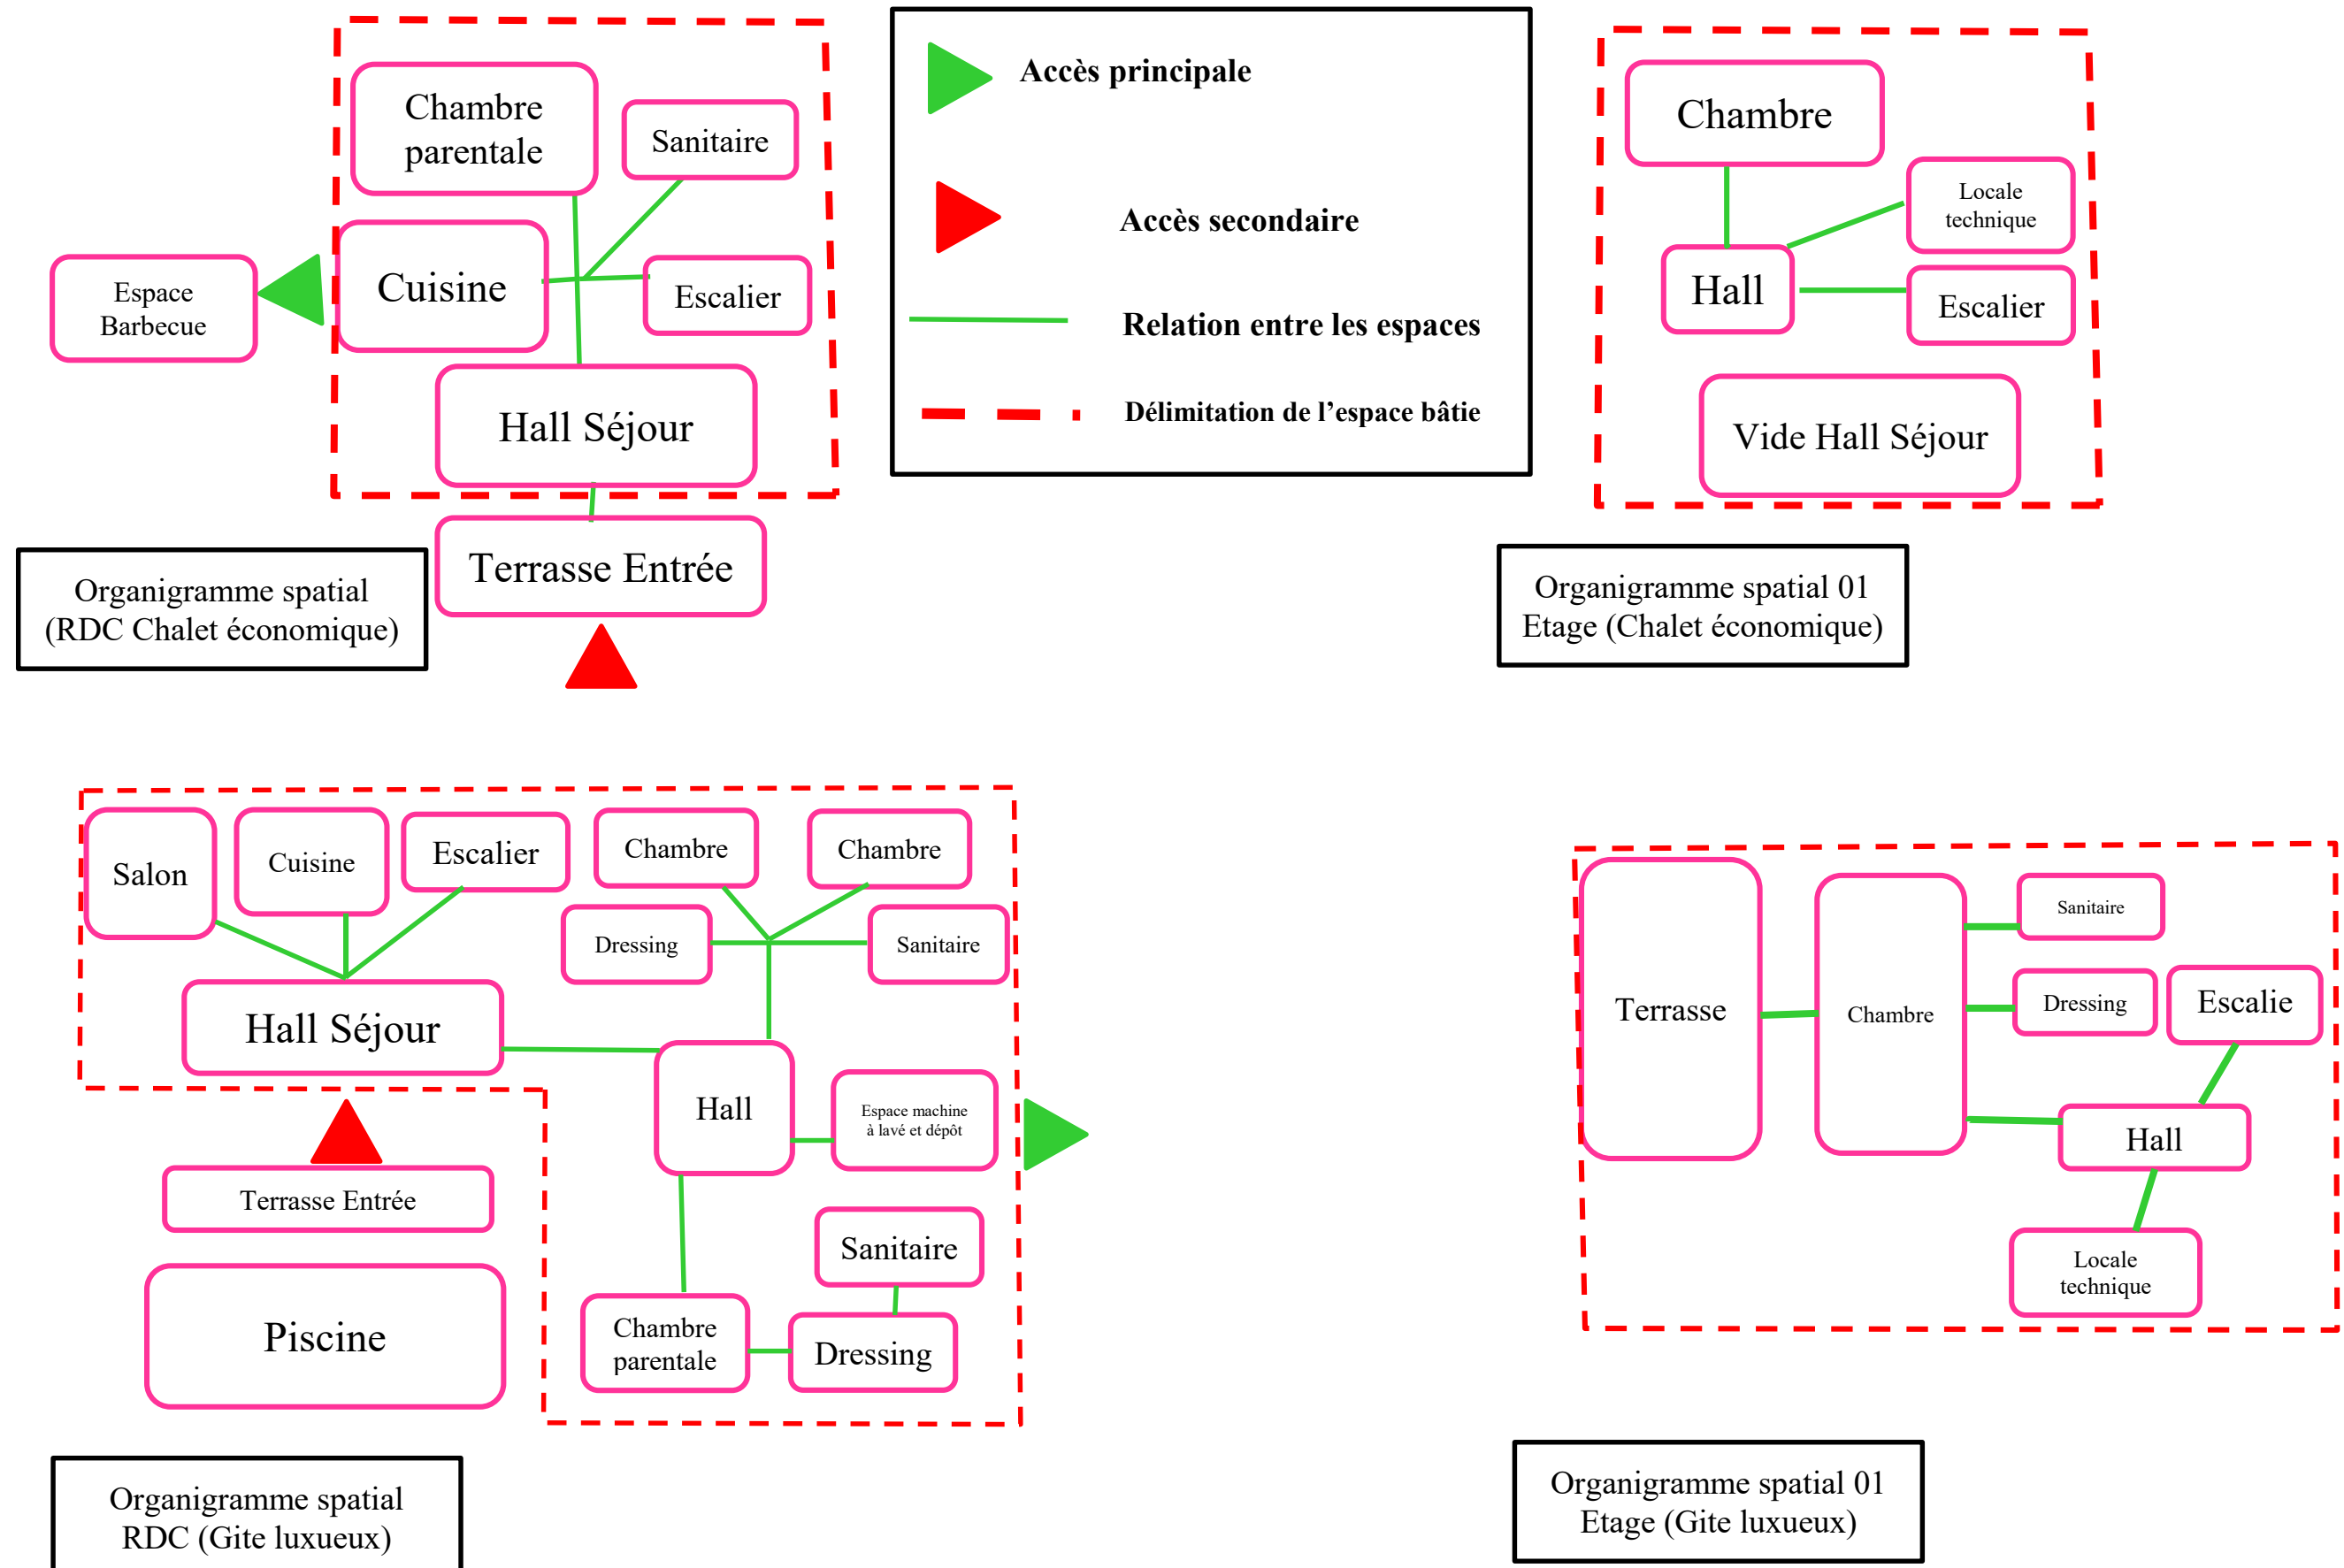 Chambre
parentale
Sanitaire
Cuisine
Escalier
Espace
Barbecue
Hall Séjour
Terrasse Entrée
Organigramme spatial
(RDC Chalet économique)
Accès principale
Accès secondaire
Relation entre les espaces
Délimitation de l’espace bâtie
Chambre
Locale
technique
Hall
Escalier
Vide Hall Séjour
Organigramme spatial 01
Etage (Chalet économique)
Salon
Cuisine
Escalier
Chambre
Chambre
Dressing
Sanitaire
Hall Séjour
Hall
Espace machine
à lavé et dépôt
Terrasse Entrée
Sanitaire
Piscine
Chambre
parentale
Dressing
Organigramme spatial
RDC (Gite luxueux)
Terrasse
Chambre
Sanitaire
Dressing
Escalie
Hall
Locale
technique
Organigramme spatial 01
Etage (Gite luxueux)